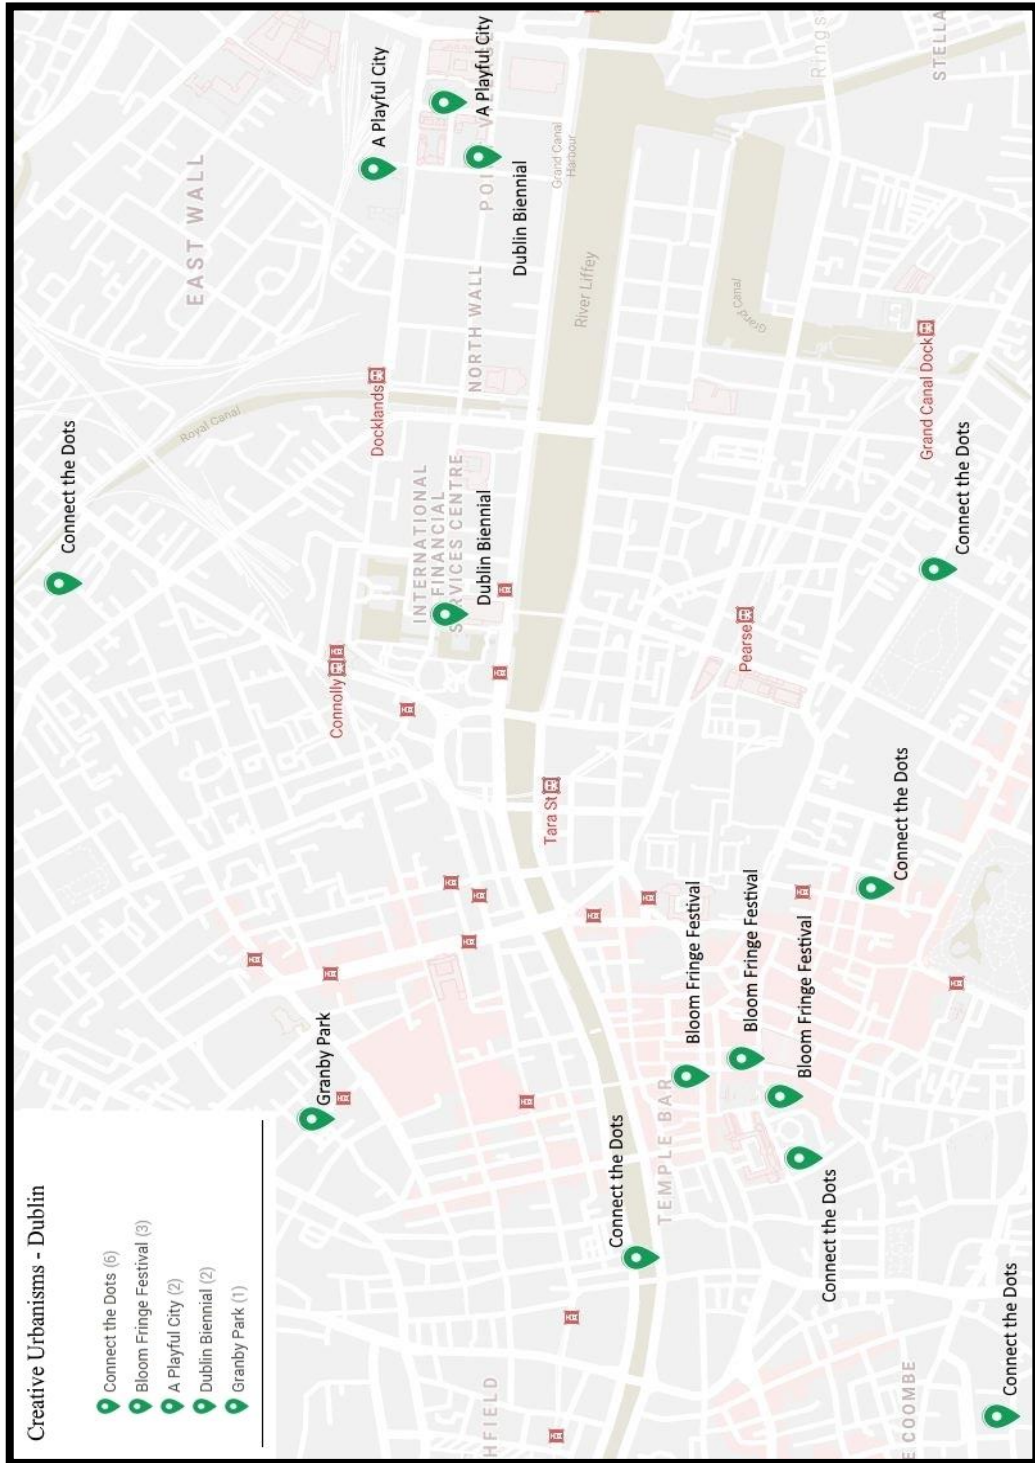 Creative Urbanisms - Dublin
Connect the Dots (6)
Bloom Fringe Festival (3)
A Playful City (2)
Dublin Biennial (2)
Granby Park (1)
Connect the Dots
EAST WALL
A Playful City
A Playful City
Dublin Biennial
Royal Canal
Docklands
NORTH WALL
Grand Canal
Harbour
River Liffey
Ringse
STELLA
Grand Canal
Grand Canal Dock
Connect the Dots
INTERNATIONAL
FINANCIAL
SERVICES CENTRE
Dublin Biennial
Connolly
Pearse
Tara St
Connect the Dots
Granby Park
Bloom Fringe Festival
Bloom Fringe Festival
Bloom Fringe Festival
TEMPLE BAR
Connect the Dots
Connect the Dots
Connect the Dots
HFIELD
E COOMBE